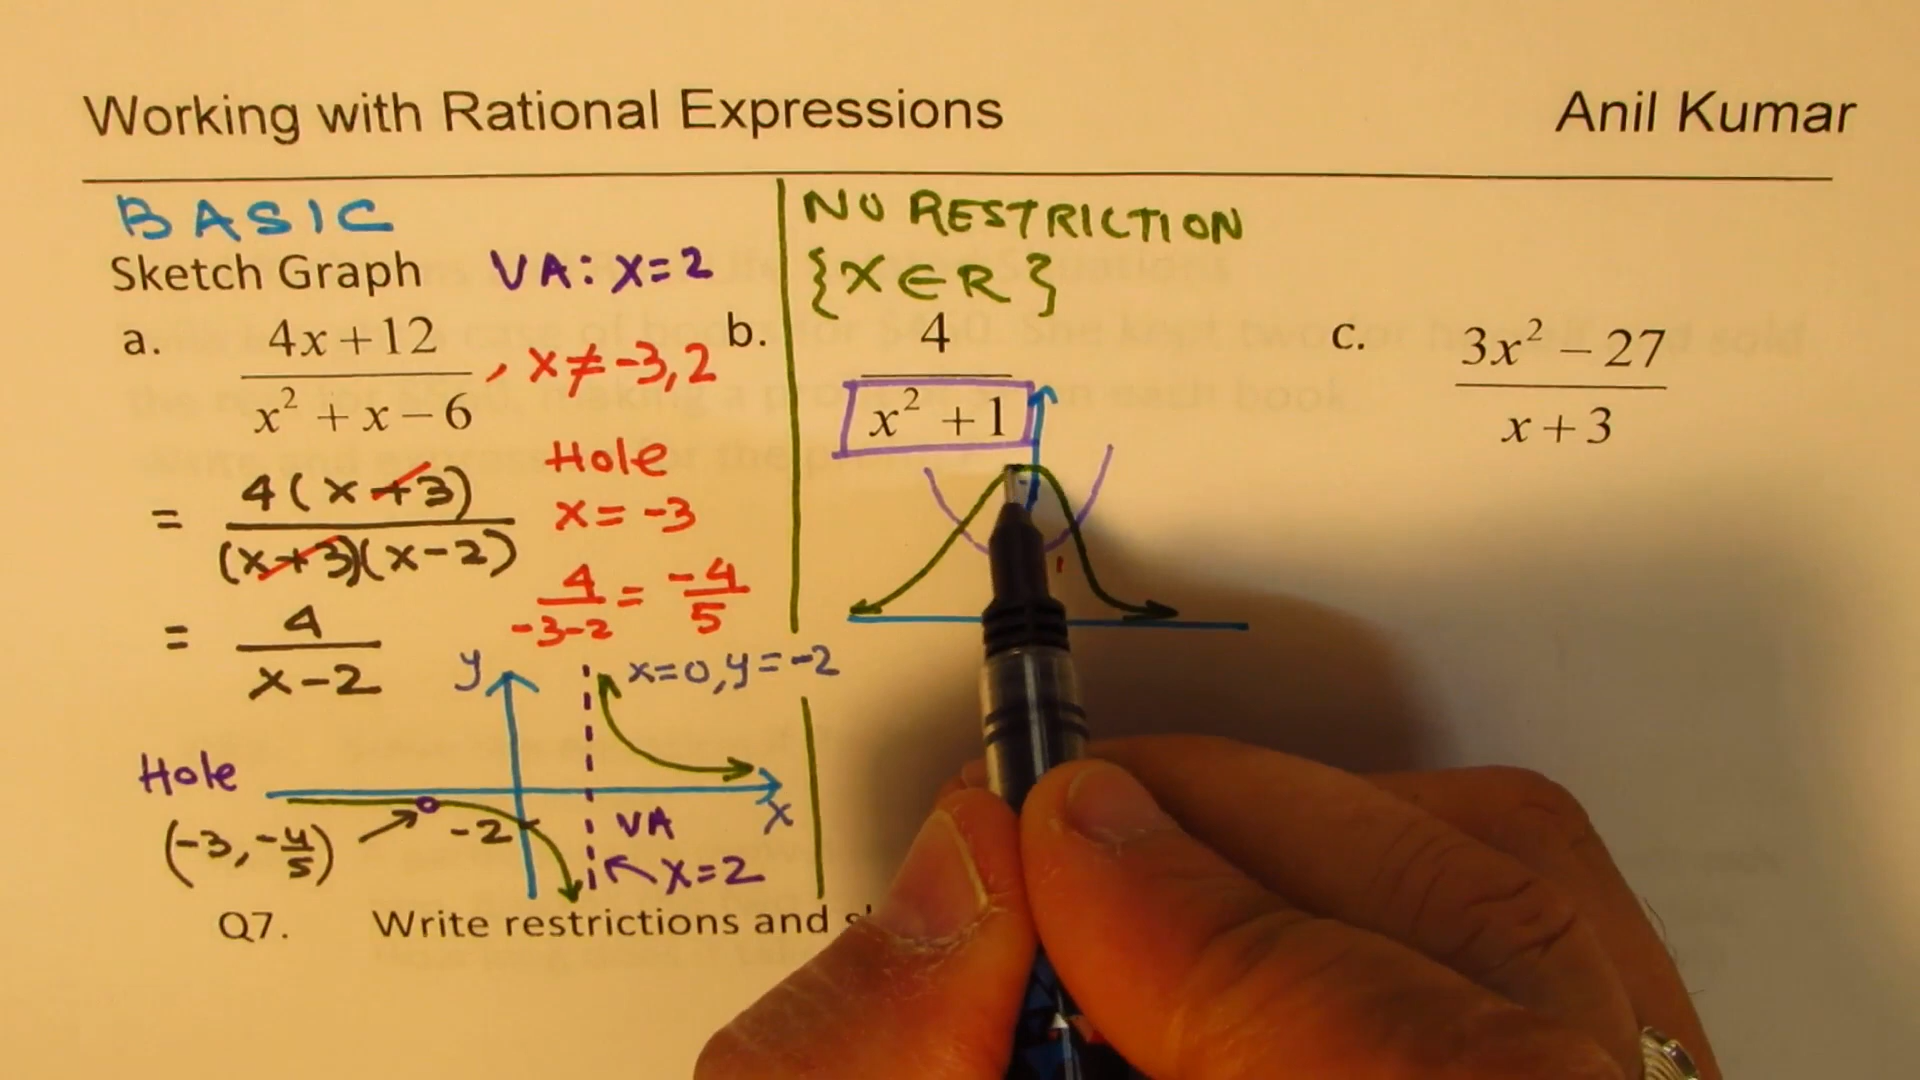 Working with Rational Expressions Anil Kumar
BASIC
Sketch Graph VA: x=2
a. 4x+12 / x² + x − 6 , x ≠ -3, 2
= 4(x+3) / (x+3)(x-2)
= 4 / x-2
Hole
x = -3
4 / -3-2 = -4 / 5
x=0, y=-2
y
x
Hole
(-3, -4/5)
-2
VA
x=2
NO RESTRICTION
{x∈R}
b. 4 / x² + 1
1
c. 3x² − 27 / x + 3
Q7. Write restrictions and